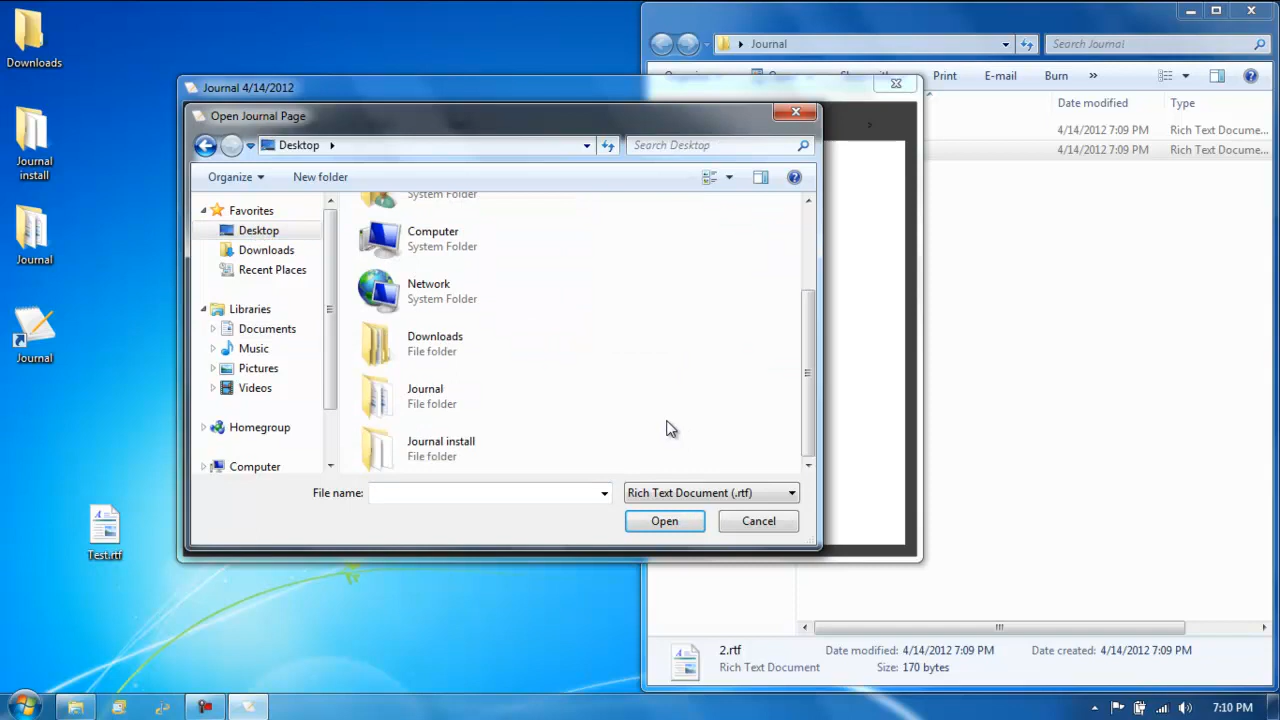 Downloads
Journal install
Journal
Journal
Test.rtf
Journal
Search Journal
Print
E-mail
Burn
»
Date modified
Type
4/14/2012 7:09 PM
Rich Text Docume...
4/14/2012 7:09 PM
Rich Text Docume...
Journal 4/14/2012
Open Journal Page
Desktop
Search Desktop
Organize
New folder
Favorites
Desktop
Downloads
Recent Places
Libraries
Documents
Music
Pictures
Videos
Homegroup
Computer
System Folder
Computer
System Folder
Network
System Folder
Downloads
File folder
Journal
File folder
Journal install
File folder
File name:
Rich Text Document (.rtf)
Open
Cancel
2.rtf
Rich Text Document
Date modified: 4/14/2012 7:09 PM
Size: 170 bytes
Date created: 4/14/2012 7:09 PM
7:10 PM